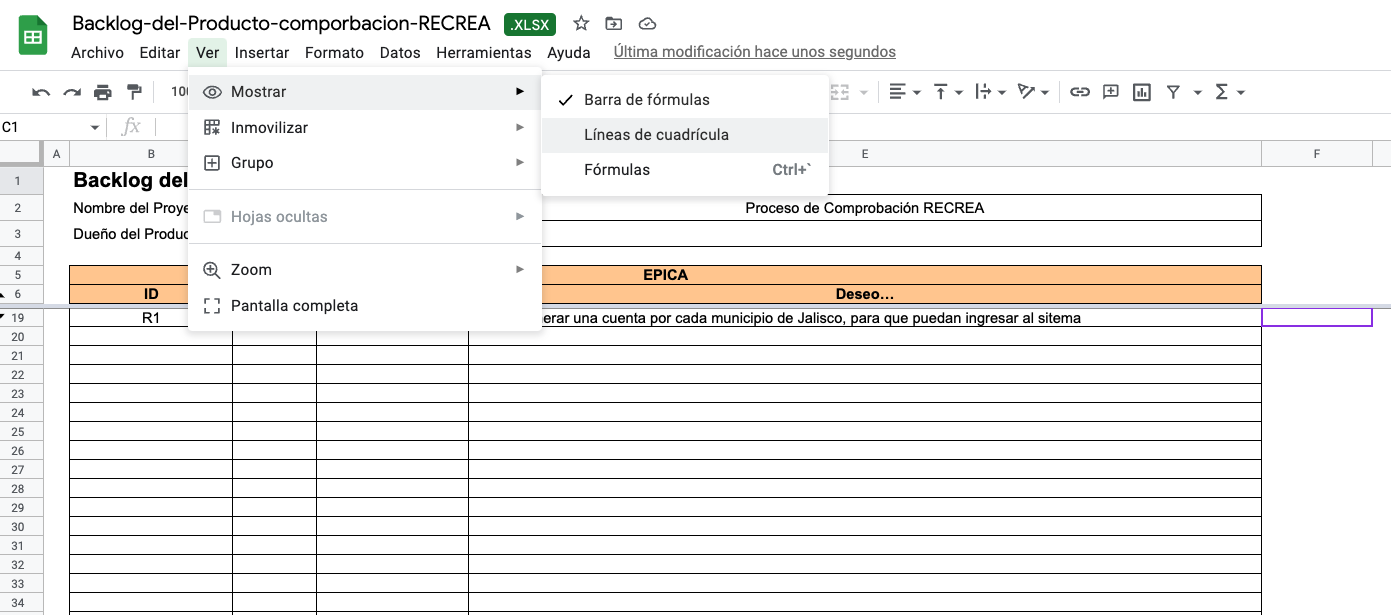 Backlog-del-Producto-comporbacion-RECREA .XLSX
Archivo Editar Ver Insertar Formato Datos Herramientas Ayuda Última modificación hace unos segundos
Mostrar
Inmovilizar
Grupo
Hojas ocultas
Zoom
Pantalla completa
Barra de fórmulas
Líneas de cuadrícula
Fórmulas Ctrl+`
C1 fx
A B E F
1 Backlog del
2 Nombre del Proye Proceso de Comprobación RECREA
3 Dueño del Produc
4
5 EPICA
6 ID Deseo...
19 R1 erar una cuenta por cada municipio de Jalisco, para que puedan ingresar al sitema
20
21
22
23
24
25
26
27
28
29
30
31
32
33
34